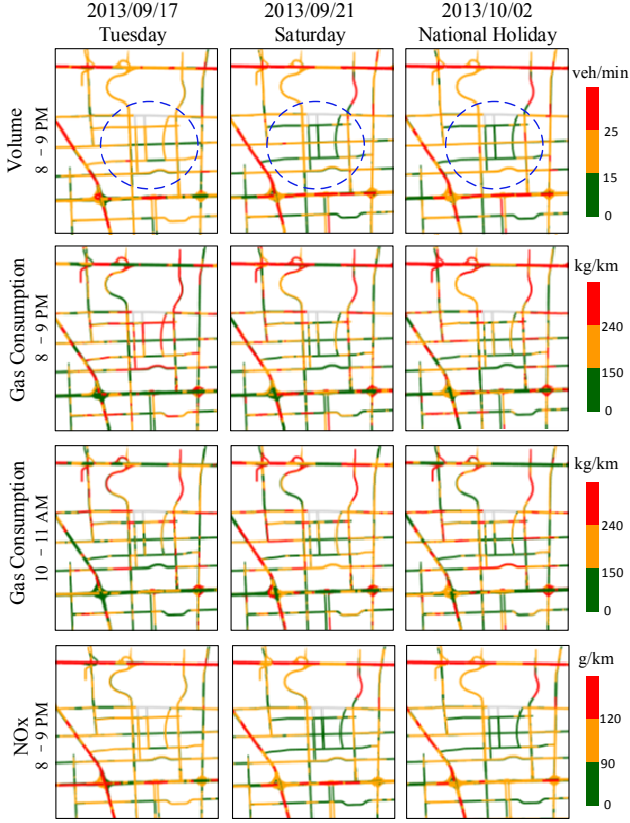 2013/09/17 2013/09/21 2013/10/02
Tuesday Saturday National Holiday
Volume
8 – 9 PM
veh/min
25
15
0
Gas Consumption
8 – 9 PM
kg/km
240
150
0
Gas Consumption
10 – 11 AM
kg/km
240
150
0
NOx
8 – 9 PM
g/km
120
90
0